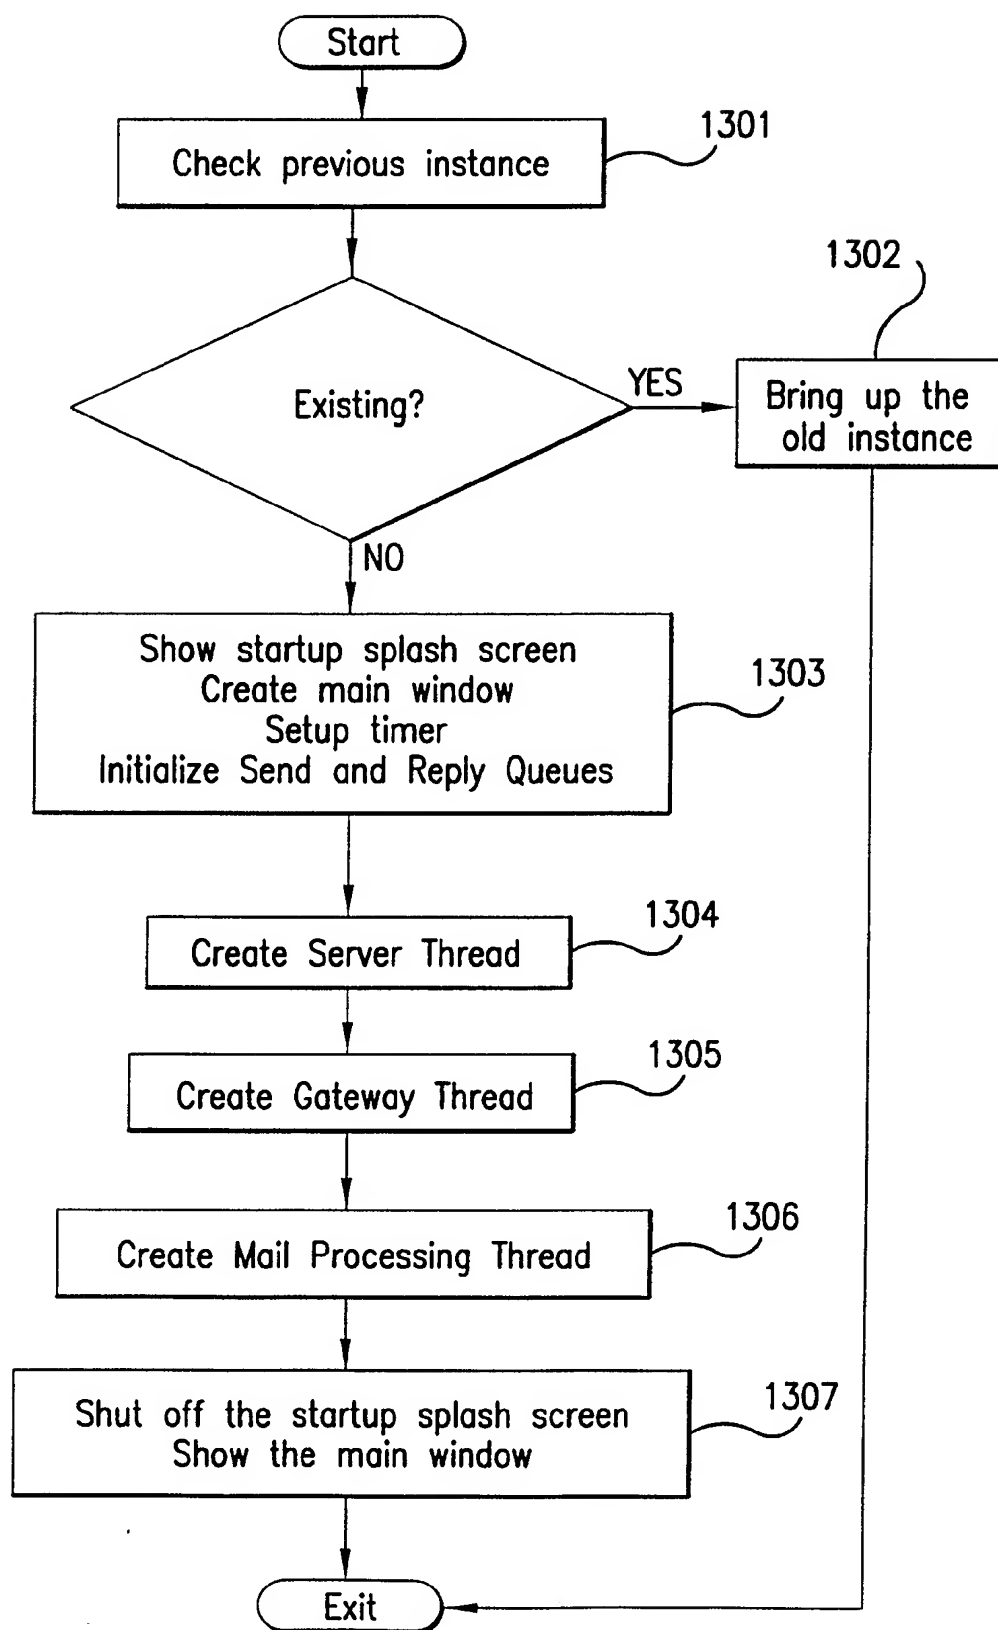 Start
Check previous instance
1301
Existing?
YES
1302
Bring up the
old instance
NO
Show startup splash screen
Create main window
Setup timer
Initialize Send and Reply Queues
1303
Create Server Thread
1304
Create Gateway Thread
1305
Create Mail Processing Thread
1306
Shut off the startup splash screen
Show the main window
1307
Exit